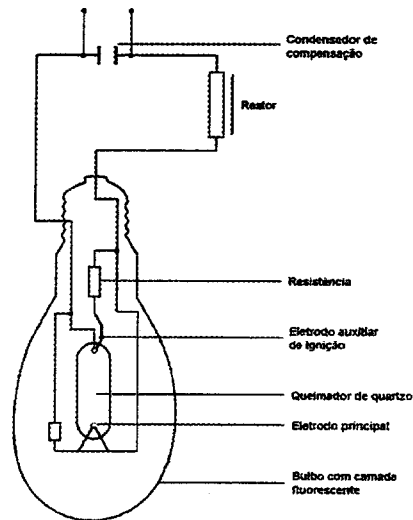 Condensador de
compensação
Reator
Resistência
Eletrodo auxiliar
de ignição
Queimador de quartzo
Eletrodo principal
Bulbo com camada
fluorescente